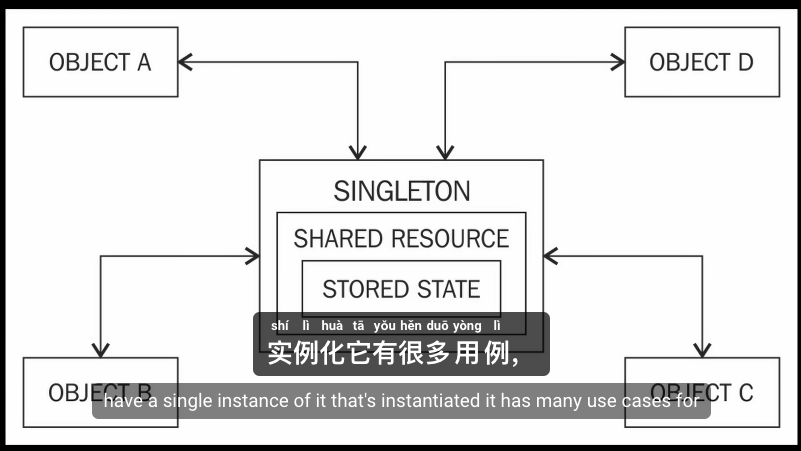 OBJECT A
OBJECT D
SINGLETON
SHARED RESOURCE
STORED STATE
shí lì huà tā yǒu hěn duō yòng lì
实例化它有很多用例，
OBJECT B
OBJECT C
have a single instance of it that's instantiated it has many use cases for